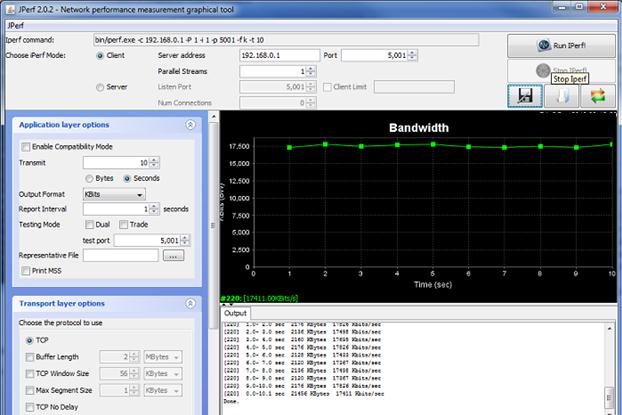 JPerf 2.0.2 - Network performance measurement graphical tool
JPerf
Iperf command: bin/iperf.exe -c 192.168.0.1 -P 1 -i 1 -p 5001 -f k -t 10
Choose iPerf Mode: Client Server address 192.168.0.1 Port 5,001
Parallel Streams 1
Server Listen Port 5,001 Client Limit
Num Connections 0
Run IPerf!
Stop IPerf!
Stop Iperf
Application layer options
Enable Compatibility Mode
Transmit 10
Bytes Seconds
Output Format KBits
Report Interval 1 seconds
Testing Mode Dual Trade
test port 5,001
Representative File ...
Print MSS
Transport layer options
Choose the protocol to use
TCP
Buffer Length 2 MBytes
TCP Window Size 56 KBytes
Max Segment Size 1 KBytes
TCP No Delay
Bandwidth
17,500
15,000
12,500
10,000
7,500
5,000
2,500
0
0 1 2 3 4 5 6 7 8 9 10
Time (sec)
#220: [17411.00KBits/s]
Output
[220] 1.0- 2.0 sec 2176 KBytes 17826 Kbits/sec
[220] 2.0- 3.0 sec 2136 KBytes 17498 Kbits/sec
[220] 3.0- 4.0 sec 2160 KBytes 17695 Kbits/sec
[220] 4.0- 5.0 sec 2176 KBytes 17826 Kbits/sec
[220] 5.0- 6.0 sec 2128 KBytes 17433 Kbits/sec
[220] 6.0- 7.0 sec 2120 KBytes 17367 Kbits/sec
[220] 7.0- 8.0 sec 2136 KBytes 17498 Kbits/sec
[220] 8.0- 9.0 sec 2120 KBytes 17367 Kbits/sec
[220] 9.0-10.0 sec 2176 KBytes 17826 Kbits/sec
[220] 0.0-10.1 sec 21456 KBytes 17411 Kbits/sec
Done.